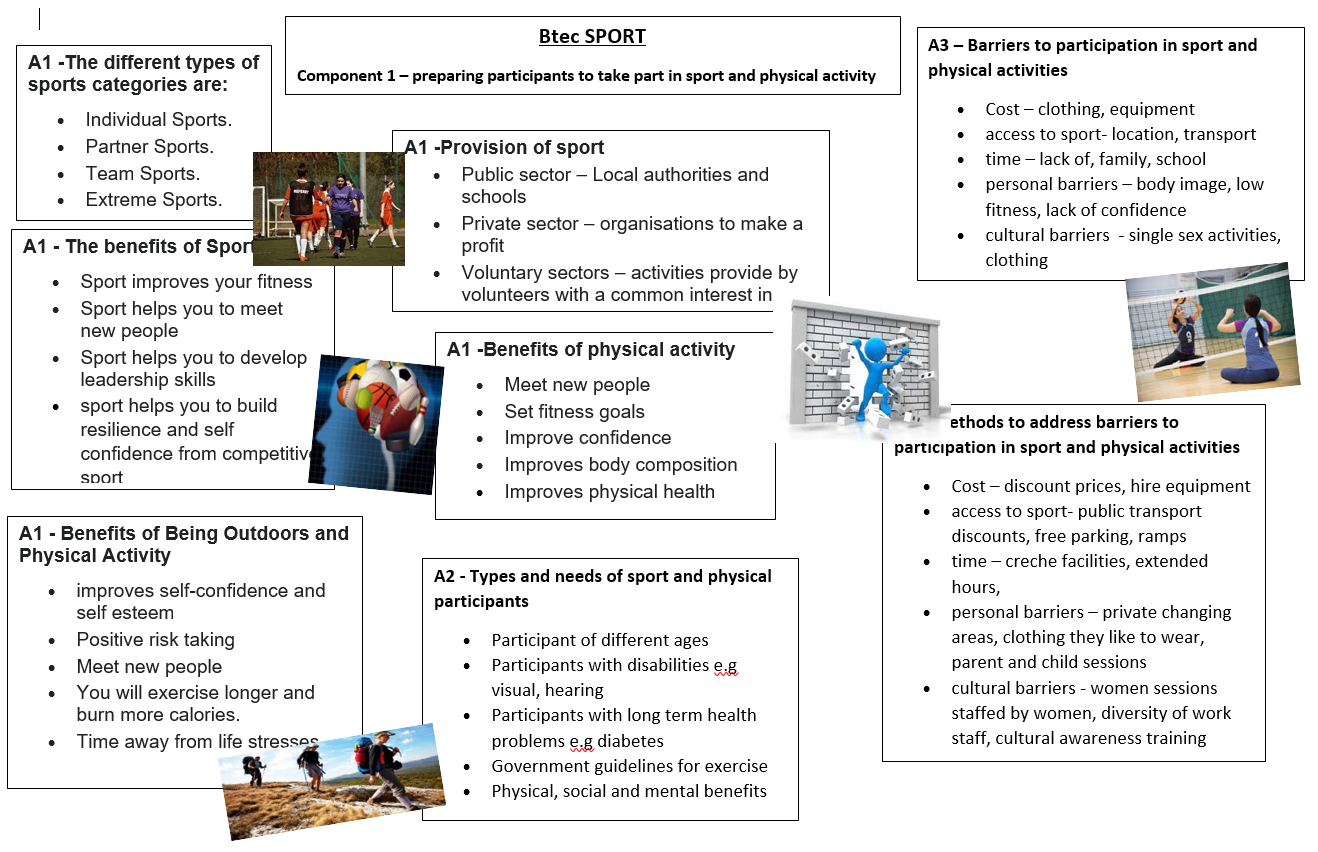 Btec SPORT
Component 1 – preparing participants to take part in sport and physical activity
A1 -The different types of
sports categories are:
• Individual Sports.
• Partner Sports.
• Team Sports.
• Extreme Sports.
A1 - The benefits of Sport
• Sport improves your fitness
• Sport helps you to meet
new people
• Sport helps you to develop
leadership skills
• sport helps you to build
resilience and self
confidence from competitive
sport
A1 - Benefits of Being Outdoors and
Physical Activity
• improves self-confidence and
self esteem
• Positive risk taking
• Meet new people
• You will exercise longer and
burn more calories.
• Time away from life stresses
A1 -Provision of sport
• Public sector – Local authorities and
schools
• Private sector – organisations to make a
profit
• Voluntary sectors – activities provide by
volunteers with a common interest in
A1 -Benefits of physical activity
• Meet new people
• Set fitness goals
• Improve confidence
• Improves body composition
• Improves physical health
A2 - Types and needs of sport and physical
participants
• Participant of different ages
• Participants with disabilities e.g
visual, hearing
• Participants with long term health
problems e.g diabetes
• Government guidelines for exercise
• Physical, social and mental benefits
A3 – Barriers to participation in sport and
physical activities
• Cost – clothing, equipment
• access to sport- location, transport
• time – lack of, family, school
• personal barriers – body image, low
fitness, lack of confidence
• cultural barriers  - single sex activities,
clothing
ethods to address barriers to
participation in sport and physical activities
• Cost – discount prices, hire equipment
• access to sport- public transport
discounts, free parking, ramps
• time – creche facilities, extended
hours,
• personal barriers – private changing
areas, clothing they like to wear,
parent and child sessions
• cultural barriers - women sessions
staffed by women, diversity of work
staff, cultural awareness training